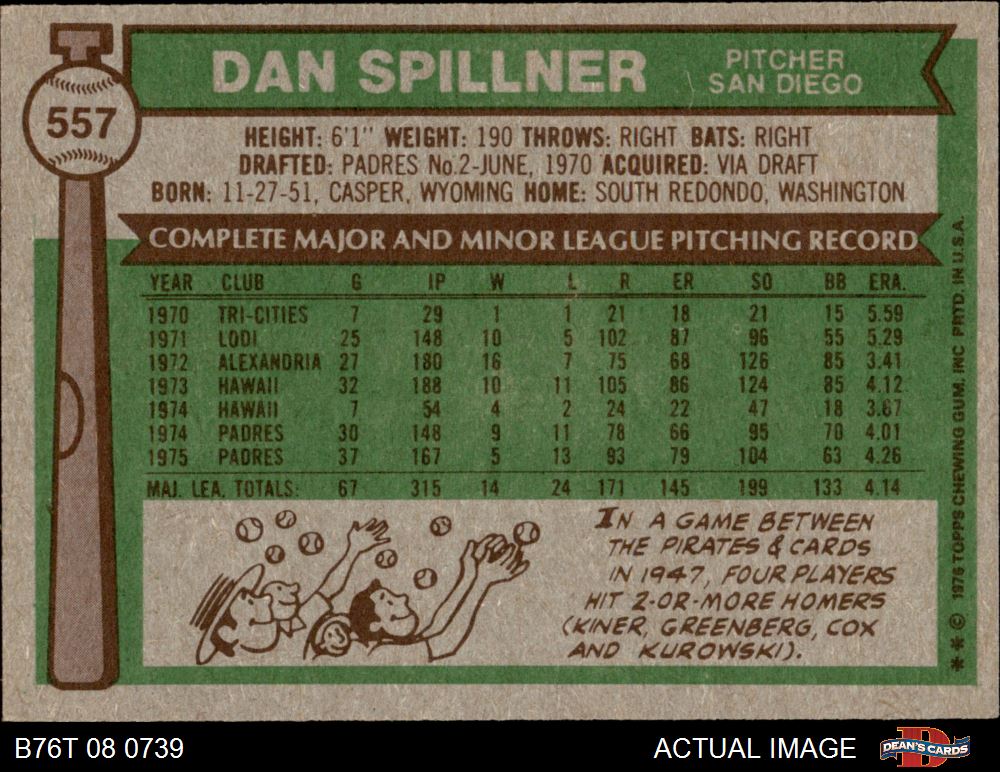 557
DAN SPILLNER
PITCHER
SAN DIEGO
HEIGHT: 6'1" WEIGHT: 190 THROWS: RIGHT BATS: RIGHT
DRAFTED: PADRES No.2-JUNE, 1970 ACQUIRED: VIA DRAFT
BORN: 11-27-51, CASPER, WYOMING HOME: SOUTH REDONDO, WASHINGTON
COMPLETE MAJOR AND MINOR LEAGUE PITCHING RECORD
YEAR CLUB G IP W L R ER SO BB ERA.
1970 TRI-CITIES 7 29 1 1 21 18 21 15 5.59
1971 LODI 25 148 10 5 102 87 96 55 5.29
1972 ALEXANDRIA 27 180 16 7 75 68 126 85 3.41
1973 HAWAII 32 188 10 11 105 86 124 85 4.12
1974 HAWAII 7 54 4 2 24 22 47 18 3.67
1974 PADRES 30 148 9 11 78 66 95 70 4.01
1975 PADRES 37 167 5 13 93 79 104 63 4.26
MAJ. LEA. TOTALS: 67 315 14 24 171 145 199 133 4.14
IN A GAME BETWEEN
THE PIRATES & CARDS
IN 1947, FOUR PLAYERS
HIT 2-OR-MORE HOMERS
(KINER, GREENBERG, COX
AND KUROWSKI).
** © 1976 TOPPS CHEWING GUM, INC PRTD. IN U.S.A.
B76T 08 0739
ACTUAL IMAGE
DEAN'S CARDS